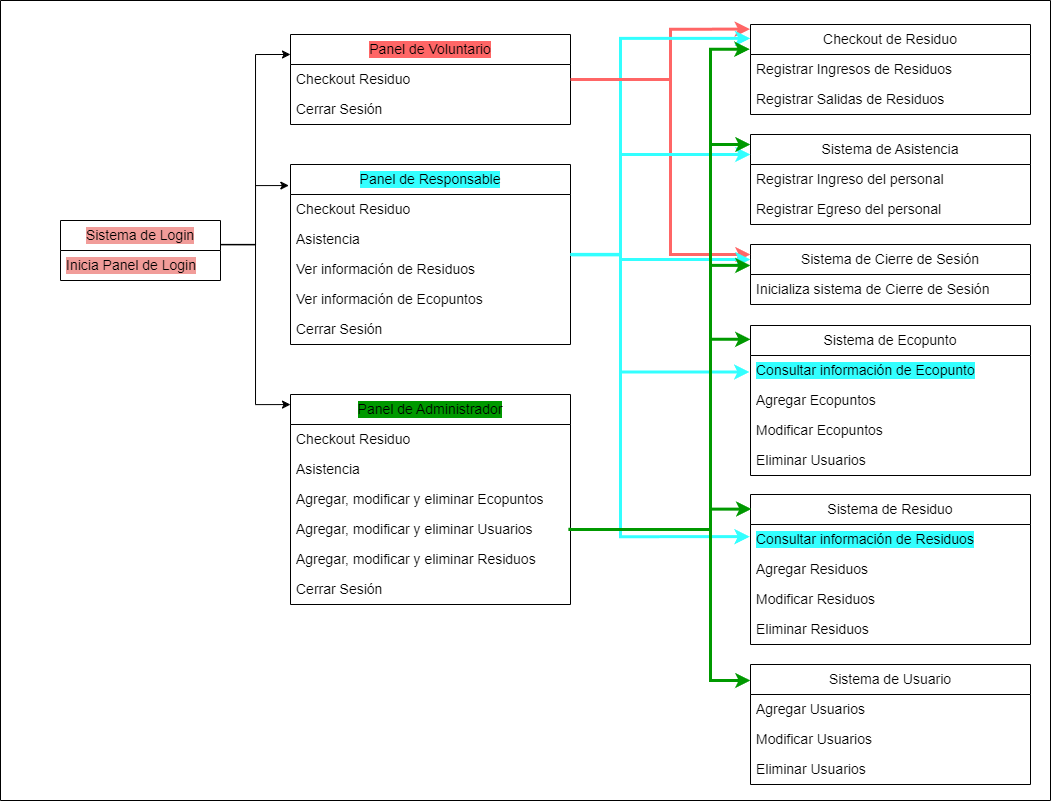 Sistema de Login
Inicia Panel de Login
Panel de Voluntario
Checkout Residuo
Cerrar Sesión
Panel de Responsable
Checkout Residuo
Asistencia
Ver información de Residuos
Ver información de Ecopuntos
Cerrar Sesión
Panel de Administrador
Checkout Residuo
Asistencia
Agregar, modificar y eliminar Ecopuntos
Agregar, modificar y eliminar Usuarios
Agregar, modificar y eliminar Residuos
Cerrar Sesión
Checkout de Residuo
Registrar Ingresos de Residuos
Registrar Salidas de Residuos
Sistema de Asistencia
Registrar Ingreso del personal
Registrar Egreso del personal
Sistema de Cierre de Sesión
Inicializa sistema de Cierre de Sesión
Sistema de Ecopunto
Consultar información de Ecopunto
Agregar Ecopuntos
Modificar Ecopuntos
Eliminar Usuarios
Sistema de Residuo
Consultar información de Residuos
Agregar Residuos
Modificar Residuos
Eliminar Residuos
Sistema de Usuario
Agregar Usuarios
Modificar Usuarios
Eliminar Usuarios